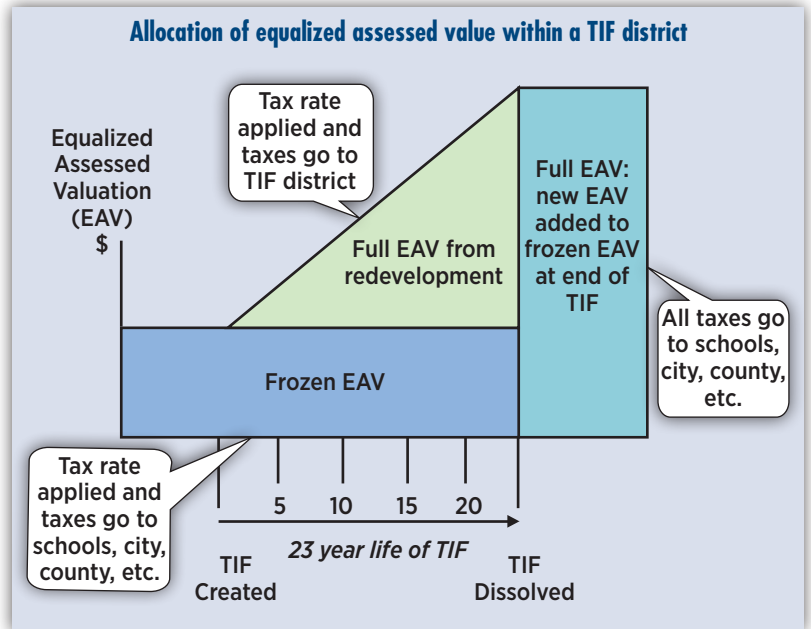 Allocation of equalized assessed value within a TIF district
Tax rate
applied and
taxes go to
TIF district
Equalized
Assessed
Valuation
(EAV)
$
Full EAV from
redevelopment
Full EAV:
new EAV
added to
frozen EAV
at end of
TIF
All taxes go
to schools,
city, county,
etc.
Frozen EAV
Tax rate
applied and
taxes go to
schools, city,
county, etc.
5 10 15 20
23 year life of TIF
TIF
Created
TIF
Dissolved